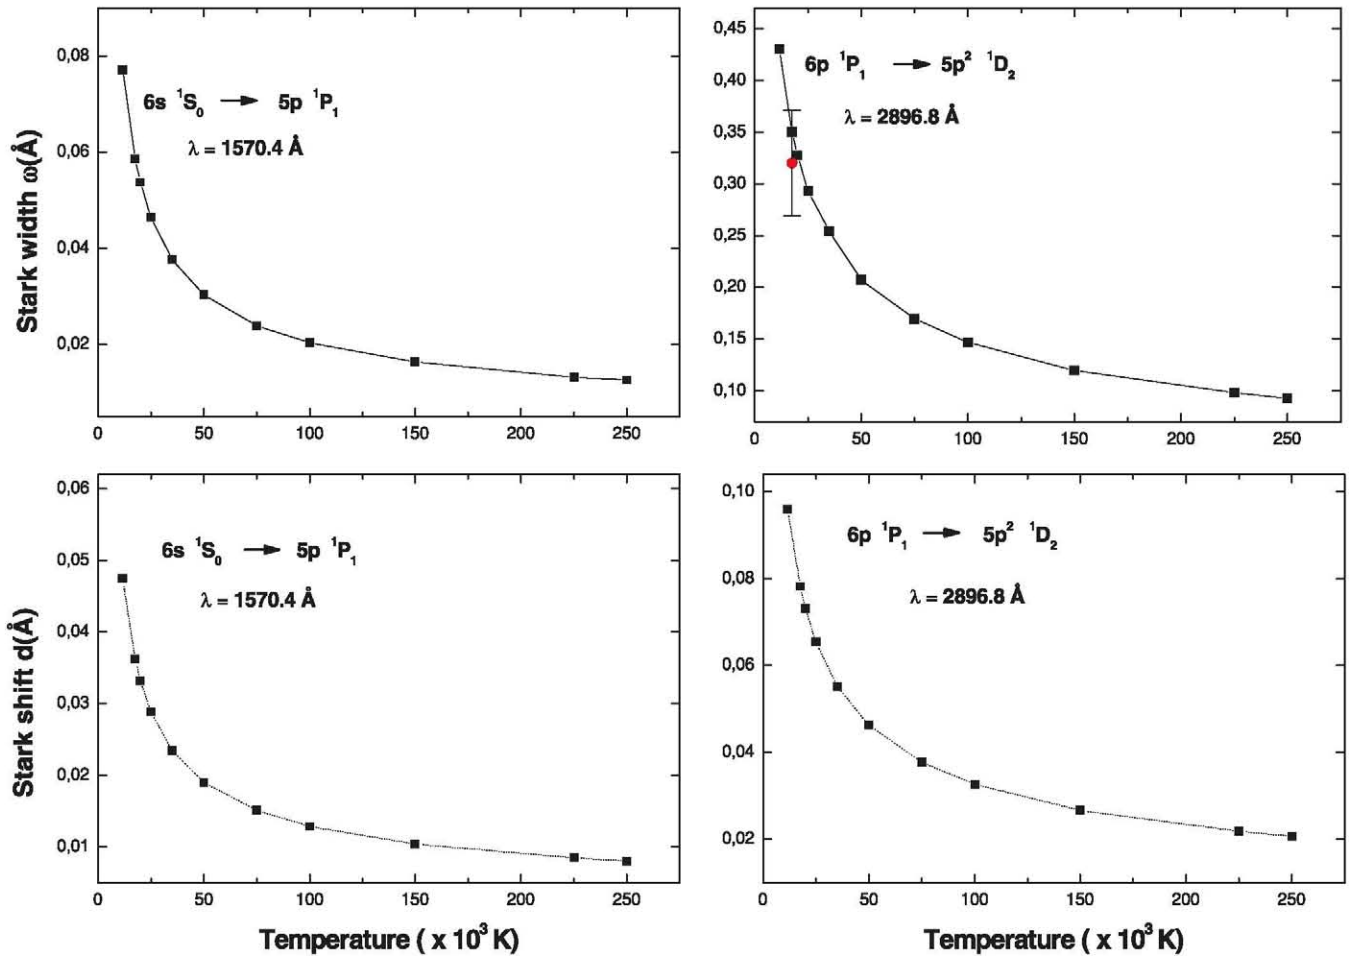 Stark width ω(Å)
0,08
0,06
0,04
0,02
6s ¹S₀ → 5p ¹P₁
λ = 1570.4 Å
0 50 100 150 200 250
0,45
0,40
0,35
0,30
0,25
0,20
0,15
0,10
6p ¹P₁ → 5p² ¹D₂
λ = 2896.8 Å
0 50 100 150 200 250
Stark shift d(Å)
0,06
0,05
0,04
0,03
0,02
0,01
6s ¹S₀ → 5p ¹P₁
λ = 1570.4 Å
0 50 100 150 200 250
Temperature ( x 10³ K)
0,10
0,08
0,06
0,04
0,02
6p ¹P₁ → 5p² ¹D₂
λ = 2896.8 Å
0 50 100 150 200 250
Temperature ( x 10³ K)